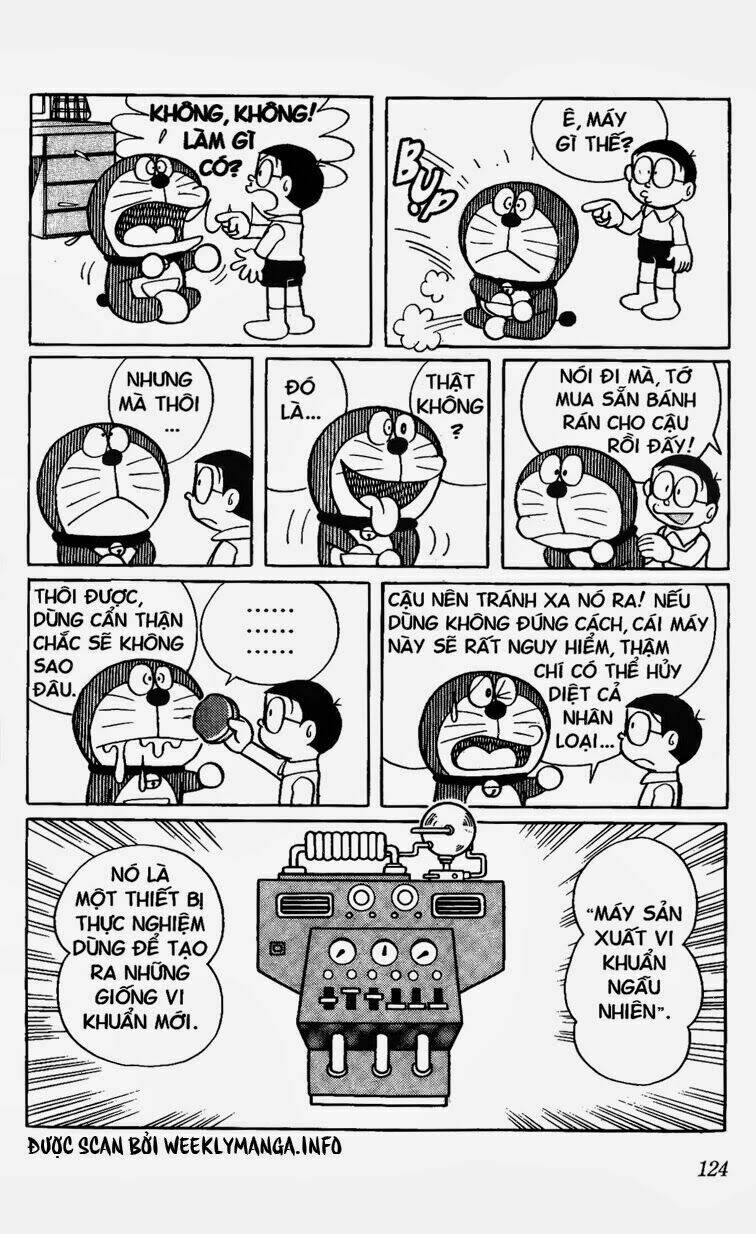 Ê, MÁY
GÌ THẾ?
BỤP
KHÔNG, KHÔNG!
LÀM GÌ
CÓ?
NÓI ĐI MÀ, TỚ
MUA SẴN BÁNH
RÁN CHO CẬU
RỒI ĐẤY!
THẬT
KHÔNG
?
ĐÓ
LÀ...
NHƯNG
MÀ THÔI
...
CẬU NÊN TRÁNH XA NÓ RA! NẾU
DÙNG KHÔNG ĐÚNG CÁCH, CÁI MÁY
NÀY SẼ RẤT NGUY HIỂM, THẬM
CHÍ CÓ THỂ HỦY
DIỆT CẢ
NHÂN
LOẠI...
......
......
THÔI ĐƯỢC,
DÙNG CẨN THẬN
CHẮC SẼ KHÔNG
SAO
ĐÂU.
"MÁY SẢN
XUẤT VI
KHUẨN
NGẪU
NHIÊN".
NÓ LÀ
MỘT THIẾT BỊ
THỰC NGHIỆM
DÙNG ĐỂ TẠO
RA NHỮNG
GIỐNG VI
KHUẨN MỚI.
ĐƯỢC SCAN BỞI WEEKLYMANGA.INFO
124